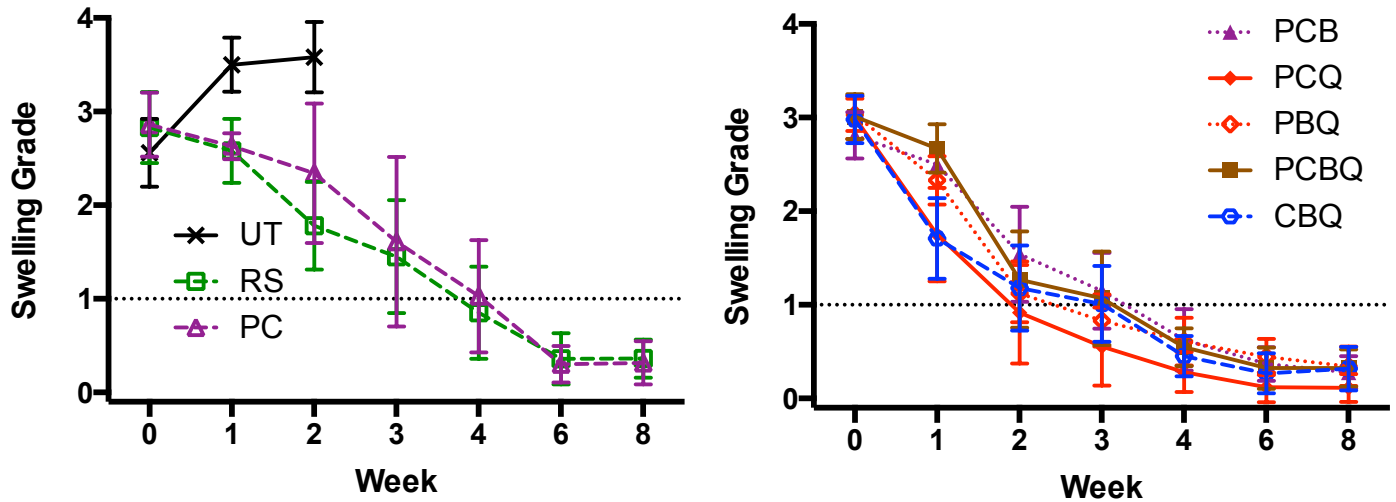 Swelling Grade
4
3
2
1
0
UT
RS
PC
0 1 2 3 4 6 8
Week
Swelling Grade
4
3
2
1
0
PCB
PCQ
PBQ
PCBQ
CBQ
0 1 2 3 4 6 8
Week